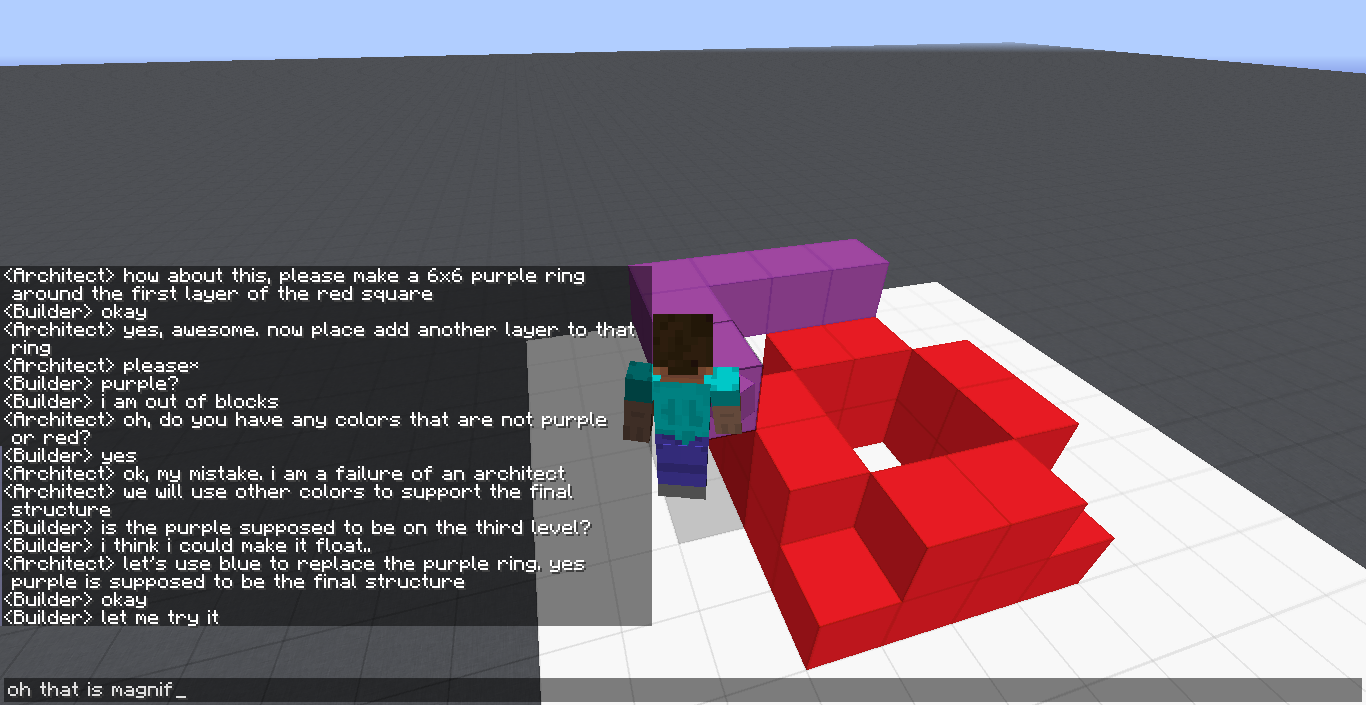 <Architect> how about this, please make a 6x6 purple ring
around the first layer of the red square
<Builder> okay
<Architect> yes, awesome. now place add another layer to that
ring
<Architect> please*
<Builder> purple?
<Builder> i am out of blocks
<Architect> oh, do you have any colors that are not purple
or red?
<Builder> yes
<Architect> ok, my mistake. i am a failure of an architect
<Architect> we will use other colors to support the final
structure
<Builder> is the purple supposed to be on the third level?
<Builder> i think i could make it float..
<Architect> let's use blue to replace the purple ring. yes
purple is supposed to be the final structure
<Builder> okay
<Builder> let me try it
oh that is magnif_